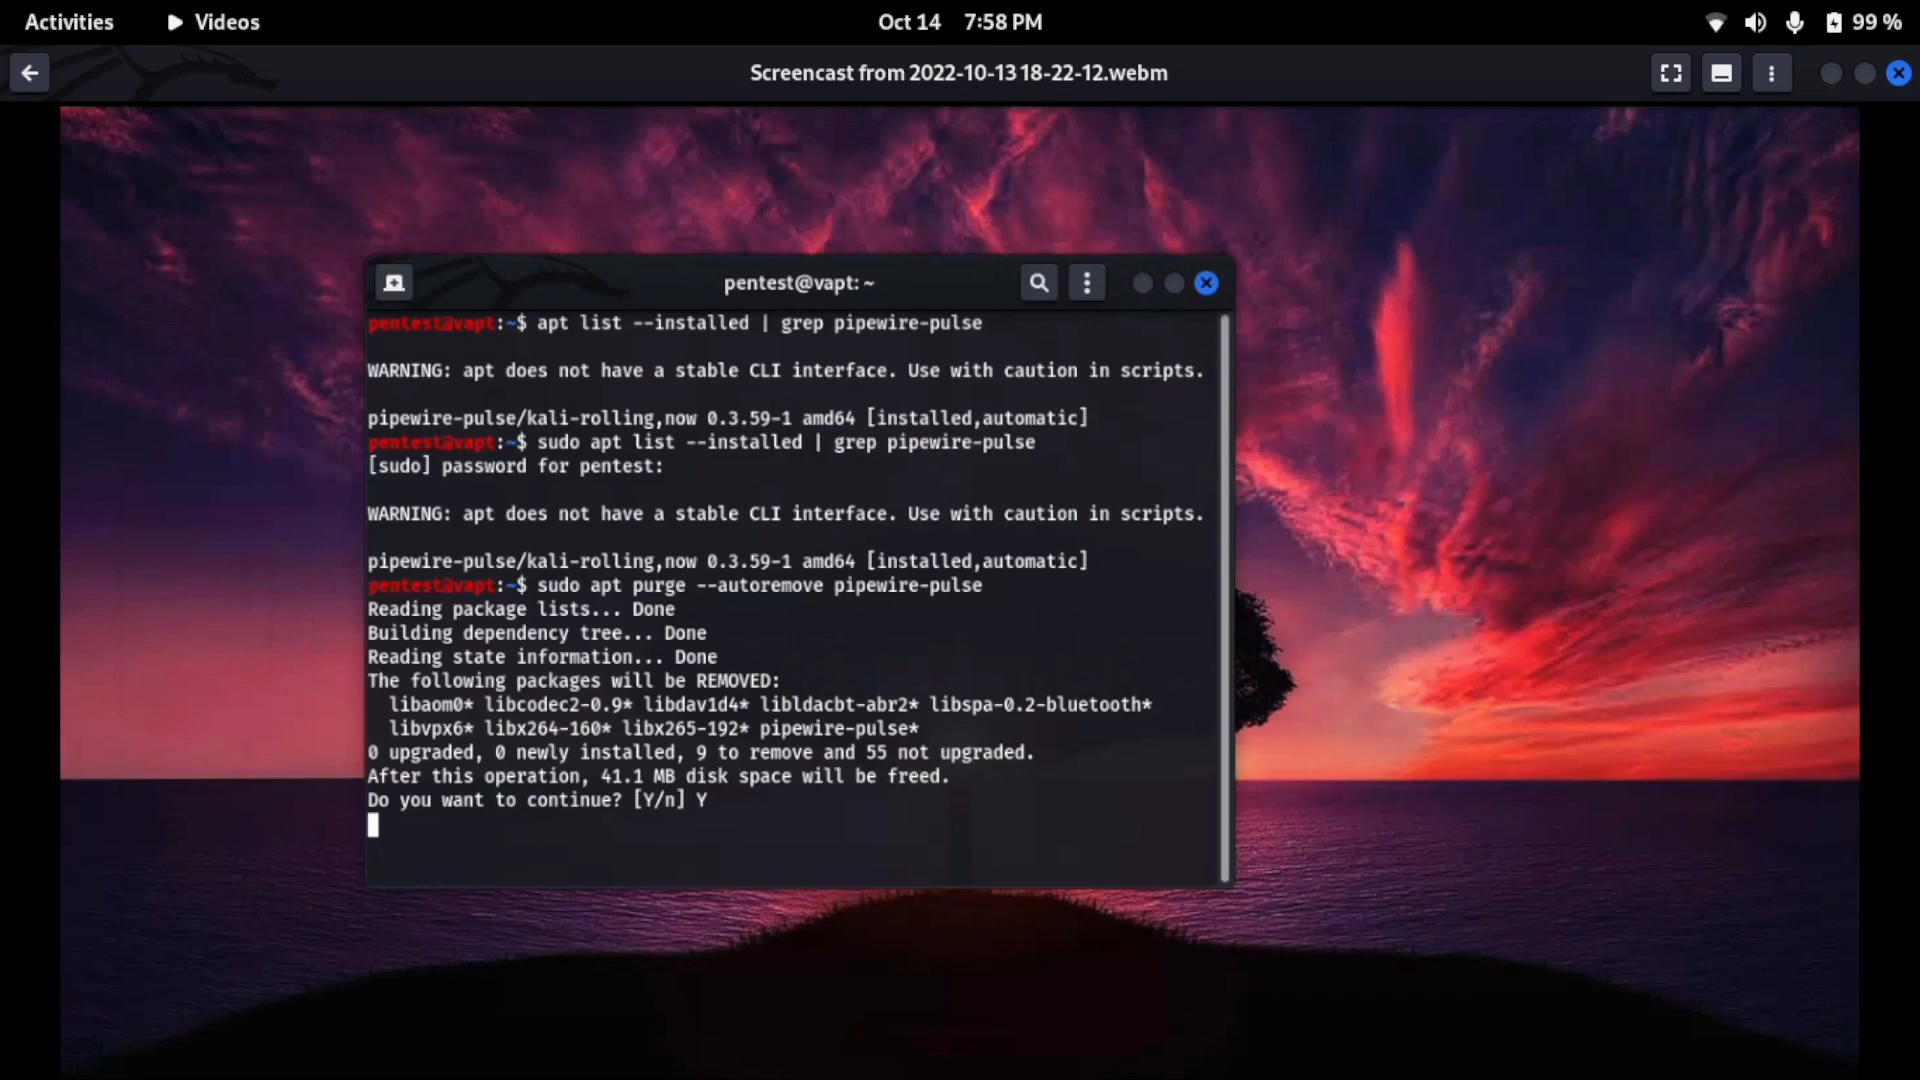 Activities Videos Oct 14 7:58 PM 99 %
Screencast from 2022-10-13 18-22-12.webm
pentest@vapt: ~
pentest@vapt:~$ apt list --installed | grep pipewire-pulse
WARNING: apt does not have a stable CLI interface. Use with caution in scripts.
pipewire-pulse/kali-rolling,now 0.3.59-1 amd64 [installed,automatic]
pentest@vapt:~$ sudo apt list --installed | grep pipewire-pulse
[sudo] password for pentest:
WARNING: apt does not have a stable CLI interface. Use with caution in scripts.
pipewire-pulse/kali-rolling,now 0.3.59-1 amd64 [installed,automatic]
pentest@vapt:~$ sudo apt purge --autoremove pipewire-pulse
Reading package lists... Done
Building dependency tree... Done
Reading state information... Done
The following packages will be REMOVED:
  libaom0* libcodec2-0.9* libdav1d4* libldacbt-abr2* libspa-0.2-bluetooth*
  libvpx6* libx264-160* libx265-192* pipewire-pulse*
0 upgraded, 0 newly installed, 9 to remove and 55 not upgraded.
After this operation, 41.1 MB disk space will be freed.
Do you want to continue? [Y/n] Y